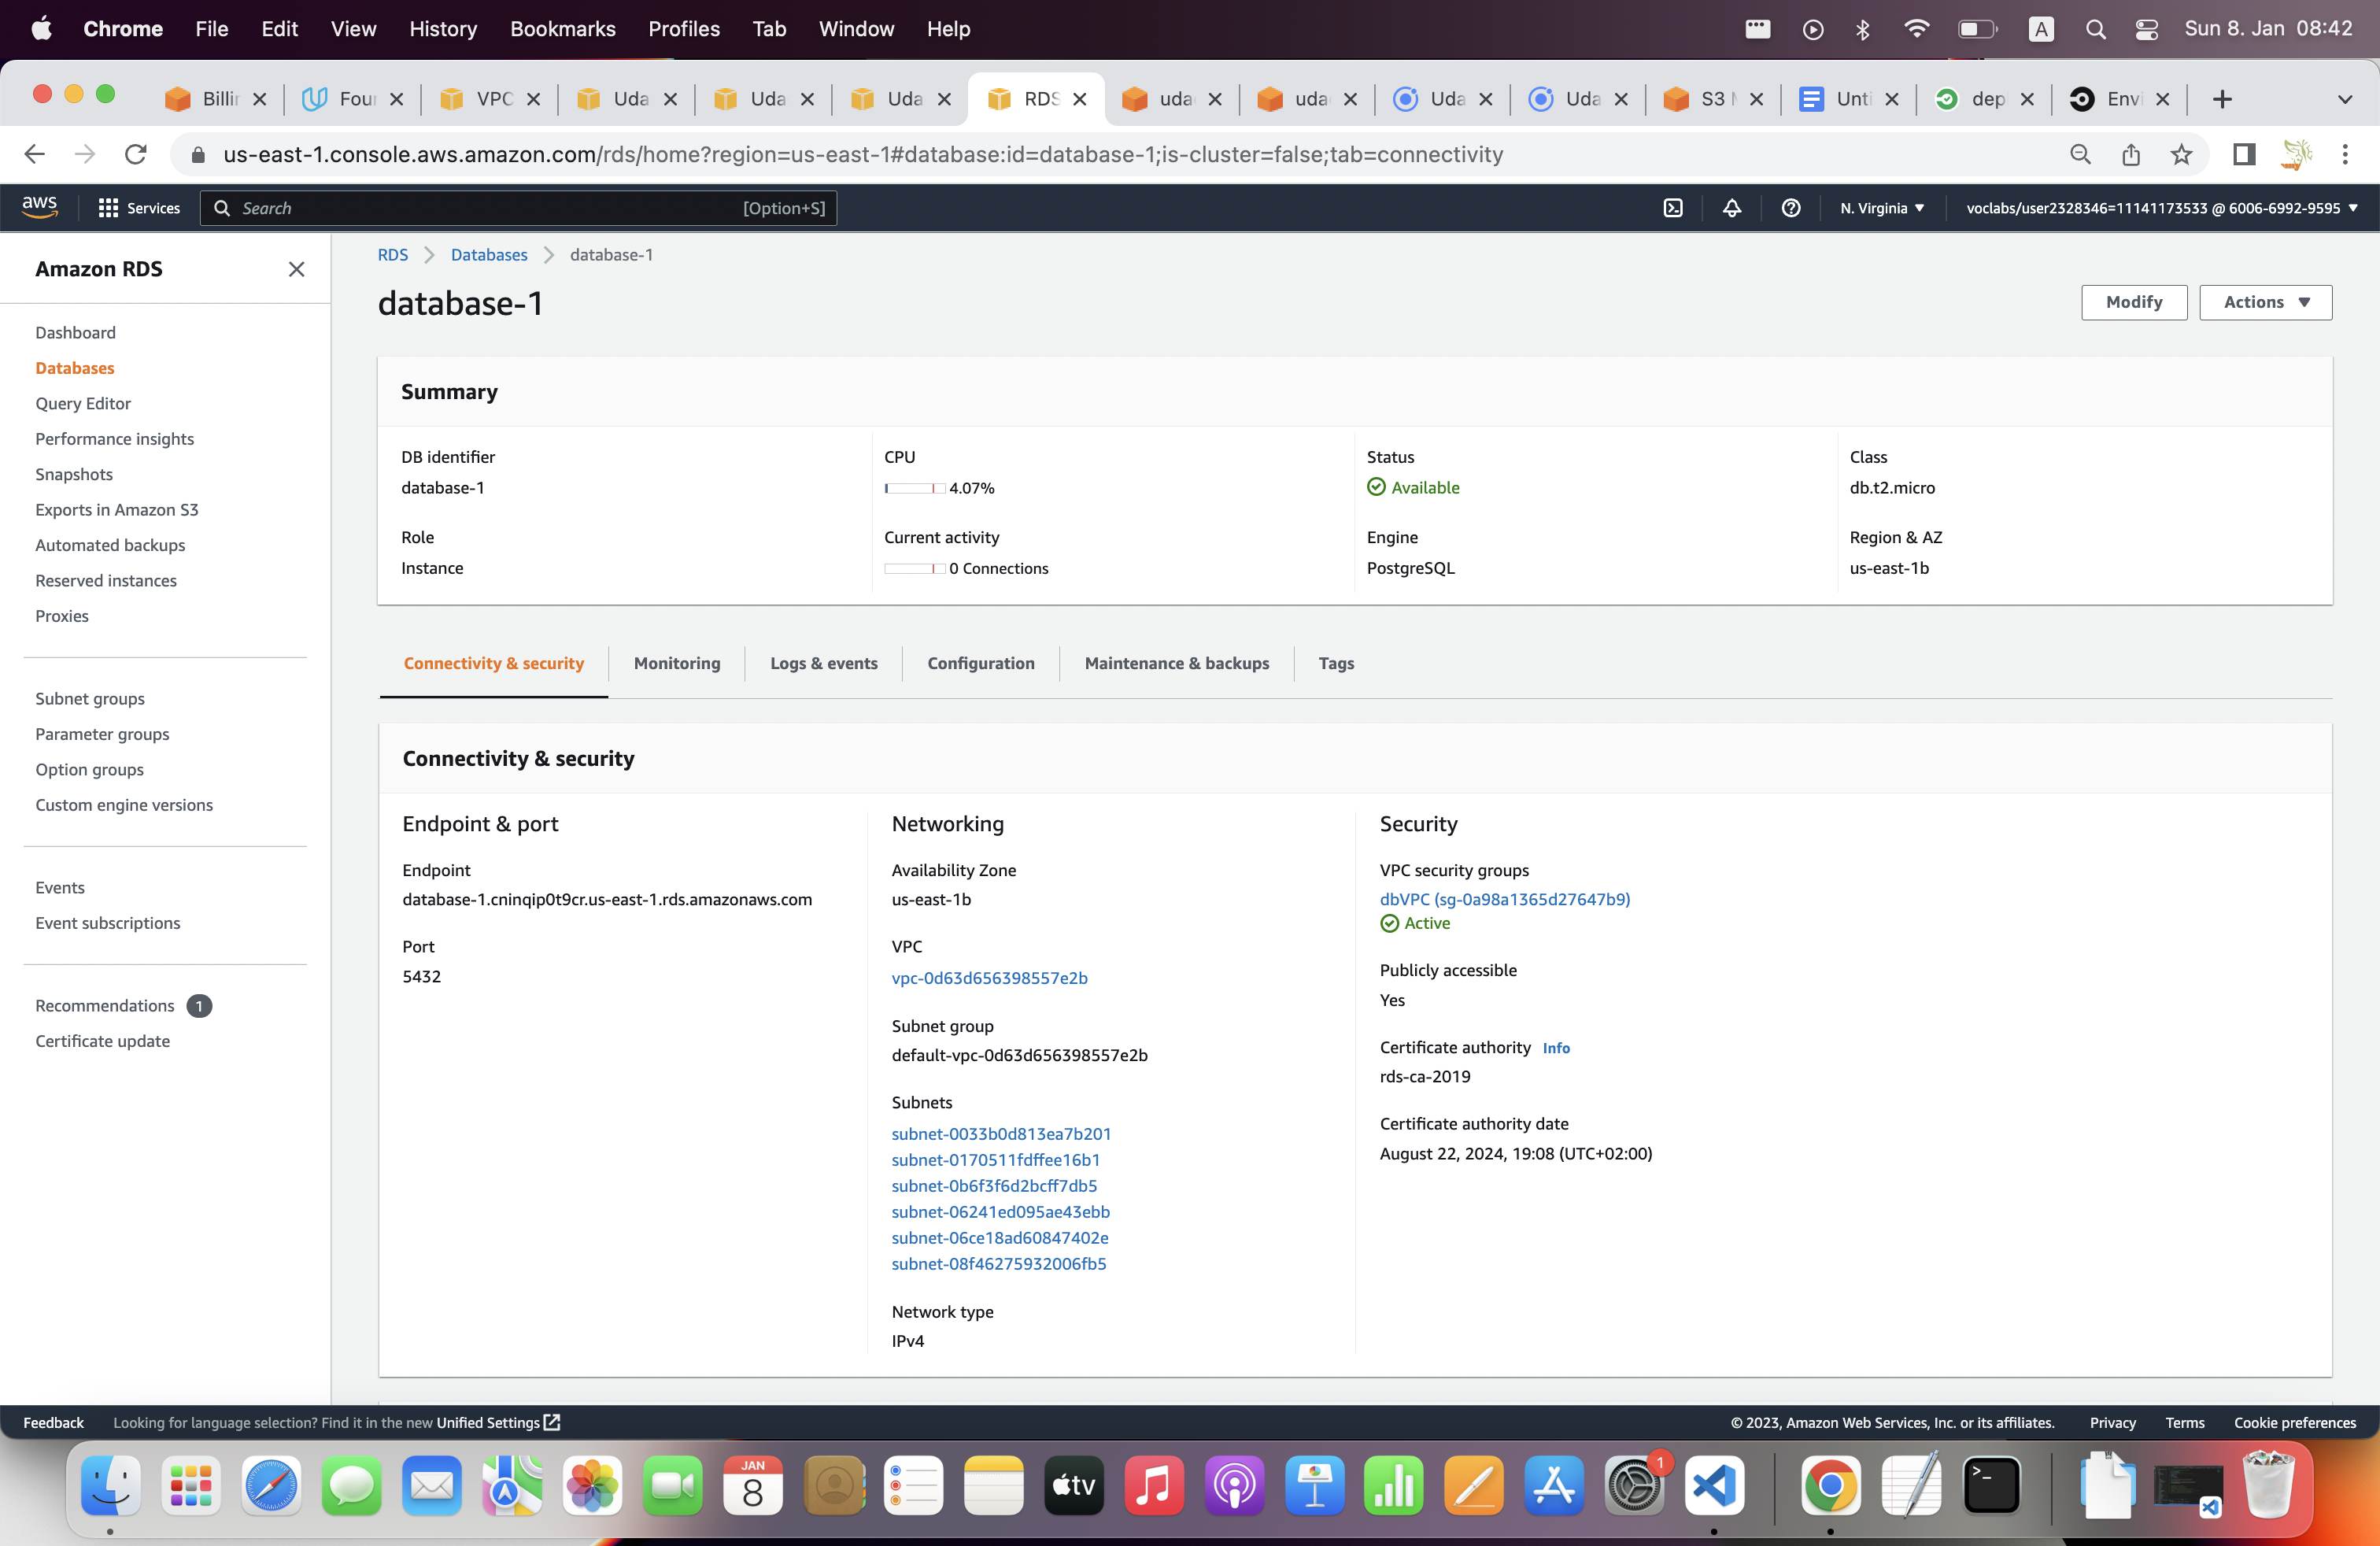 Chrome File Edit View History Bookmarks Profiles Tab Window Help A Sun 8. Jan 08:42
Billin Foun VPC Uda Uda Uda RDS uda uda Uda Uda S3 M Unti dep Envi
us-east-1.console.aws.amazon.com/rds/home?region=us-east-1#database:id=database-1;is-cluster=false;tab=connectivity
aws Services Search [Option+S] N. Virginia voclabs/user2328346=11141173533 @ 6006-6992-9595
Amazon RDS
Dashboard
Databases
Query Editor
Performance insights
Snapshots
Exports in Amazon S3
Automated backups
Reserved instances
Proxies
Subnet groups
Parameter groups
Option groups
Custom engine versions
Events
Event subscriptions
Recommendations 1
Certificate update
RDS Databases database-1
database-1
Modify Actions
Summary
DB identifier
database-1
Role
Instance
CPU
4.07%
Current activity
0 Connections
Status
Available
Engine
PostgreSQL
Class
db.t2.micro
Region & AZ
us-east-1b
Connectivity & security Monitoring Logs & events Configuration Maintenance & backups Tags
Connectivity & security
Endpoint & port
Endpoint
database-1.cninqip0t9cr.us-east-1.rds.amazonaws.com
Port
5432
Networking
Availability Zone
us-east-1b
VPC
vpc-0d63d656398557e2b
Subnet group
default-vpc-0d63d656398557e2b
Subnets
subnet-0033b0d813ea7b201
subnet-0170511fdffee16b1
subnet-0b6f3f6d2bcff7db5
subnet-06241ed095ae43ebb
subnet-06ce18ad60847402e
subnet-08f46275932006fb5
Network type
IPv4
Security
VPC security groups
dbVPC (sg-0a98a1365d27647b9)
Active
Publicly accessible
Yes
Certificate authority Info
rds-ca-2019
Certificate authority date
August 22, 2024, 19:08 (UTC+02:00)
Feedback Looking for language selection? Find it in the new Unified Settings © 2023, Amazon Web Services, Inc. or its affiliates. Privacy Terms Cookie preferences
JAN
8
tv
1